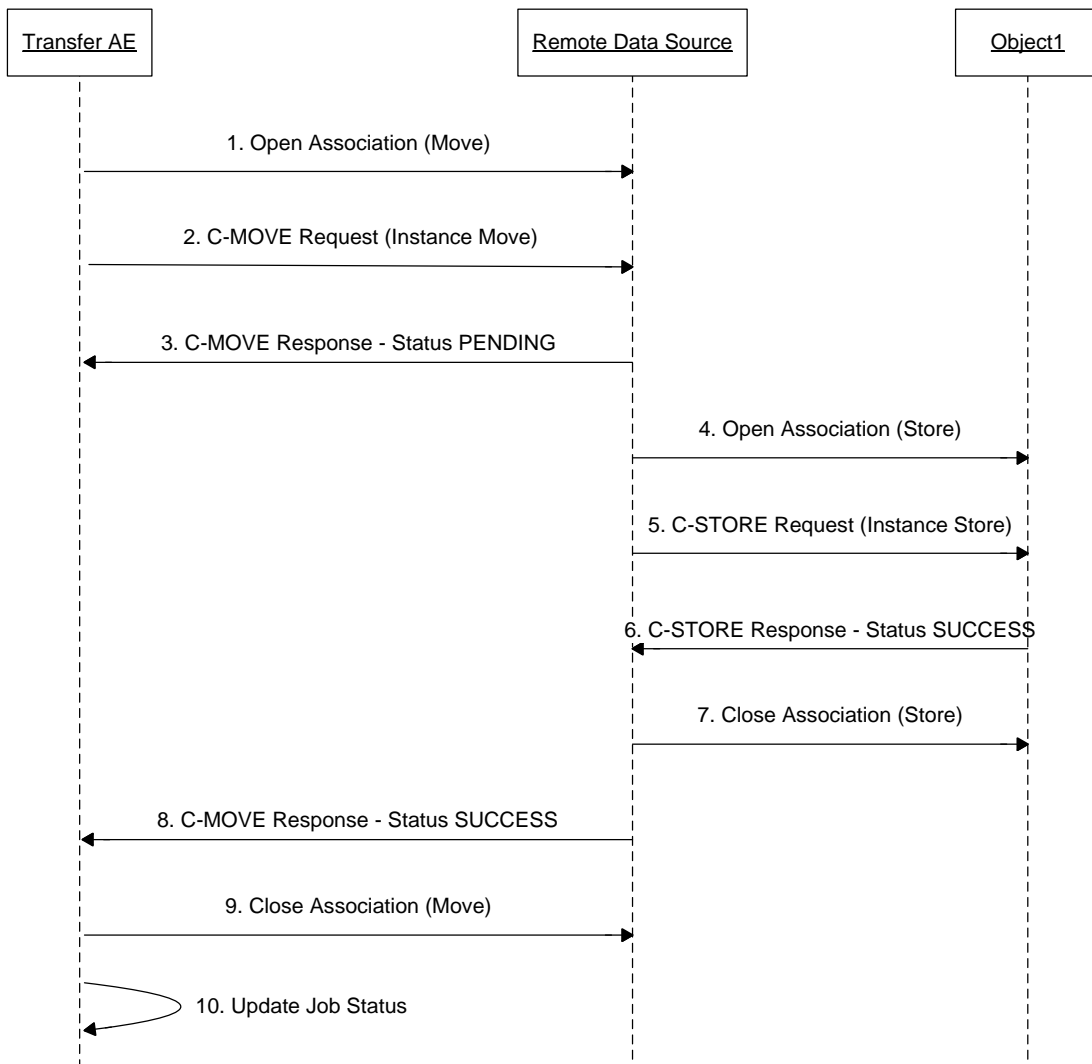 Transfer AE
Remote Data Source
Object1
1. Open Association (Move)
2. C-MOVE Request (Instance Move)
3. C-MOVE Response - Status PENDING
4. Open Association (Store)
5. C-STORE Request (Instance Store)
6. C-STORE Response - Status SUCCESS
7. Close Association (Store)
8. C-MOVE Response - Status SUCCESS
9. Close Association (Move)
10. Update Job Status